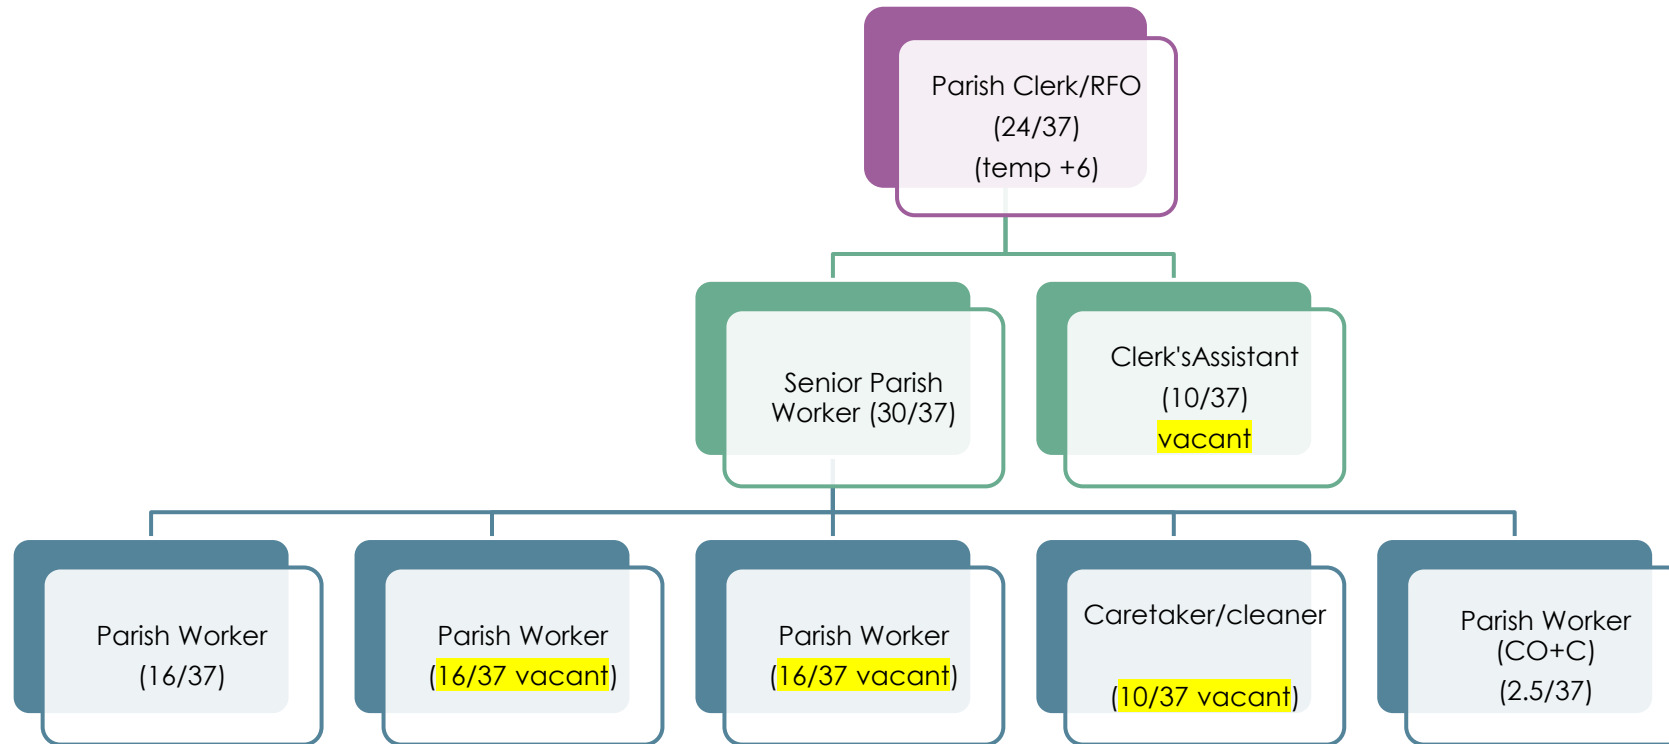 Parish Clerk/RFO
(24/37)
(temp +6)
Senior Parish
Worker (30/37)
Clerk'sAssistant
(10/37)
vacant
Parish Worker
(16/37)
Parish Worker
(16/37 vacant)
Parish Worker
(16/37 vacant)
Caretaker/cleaner
(10/37 vacant)
Parish Worker
(CO+C)
(2.5/37)